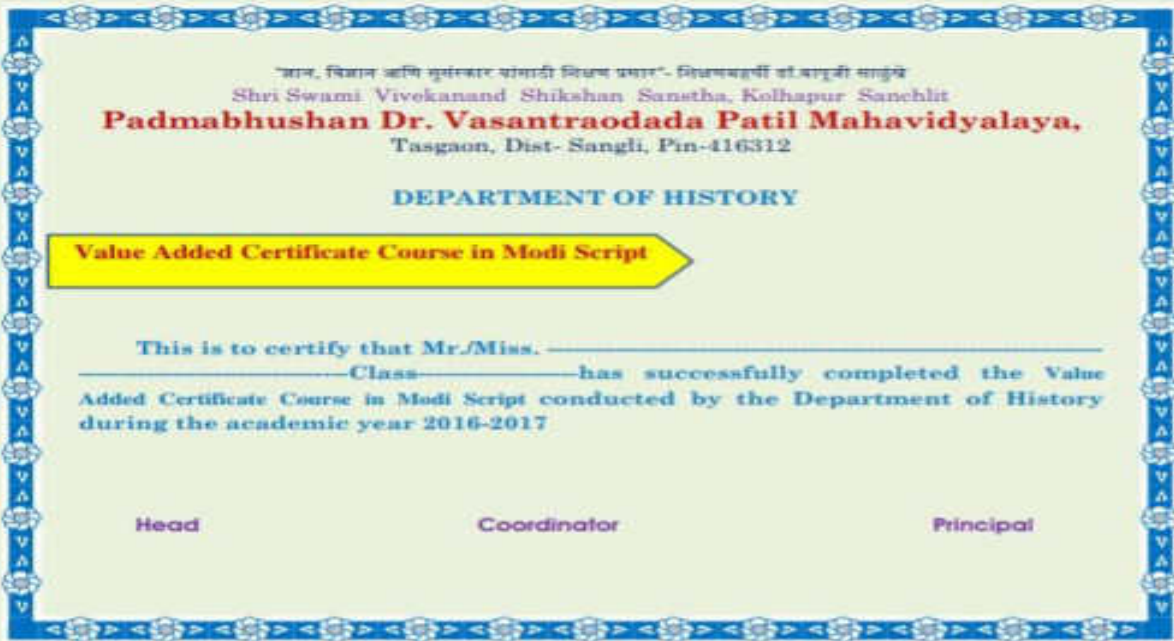 "ज्ञान, विज्ञान आणि सुसंस्कार यांसाठी शिक्षण प्रसार"- शिक्षणमहर्षी डॉ.बापूजी साळुंखे
Shri Swami Vivekanand Shikshan Sanstha, Kolhapur Sanchlit
Padmabhushan Dr. Vasantraodada Patil Mahavidyalaya,
Tasgaon, Dist- Sangli, Pin-416312
DEPARTMENT OF HISTORY
Value Added Certificate Course in Modi Script
This is to certify that Mr./Miss. ----------
----------Class----------has successfully completed the Value
Added Certificate Course in Modi Script conducted by the Department of History
during the academic year 2016-2017
Head Coordinator Principal